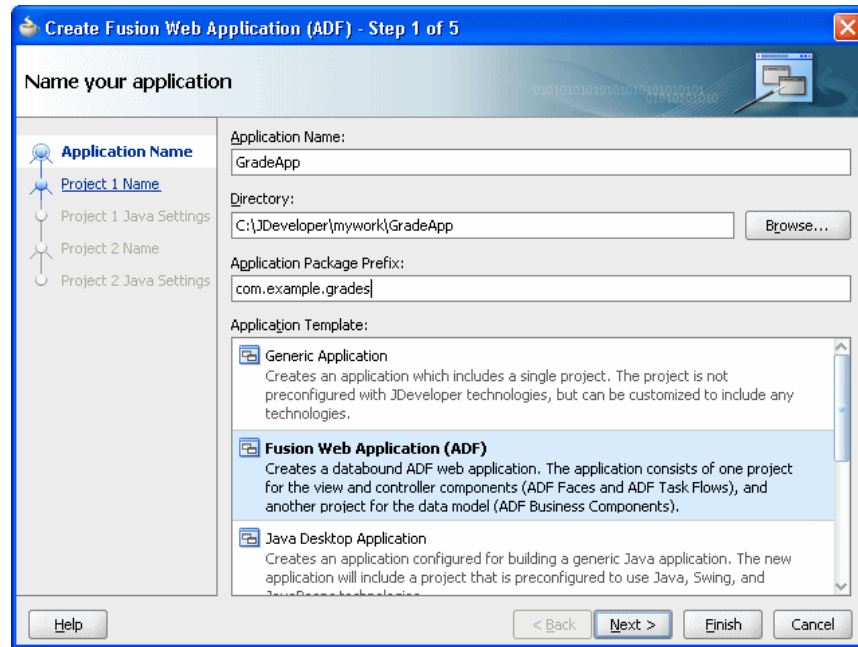 Create Fusion Web Application (ADF) - Step 1 of 5
Name your application
Application Name
Project 1 Name
Project 1 Java Settings
Project 2 Name
Project 2 Java Settings
Application Name:
GradeApp
Directory:
C:\JDeveloper\mywork\GradeApp
Browse...
Application Package Prefix:
com.example.grades
Application Template:
Generic Application
Creates an application which includes a single project. The project is not
preconfigured with JDeveloper technologies, but can be customized to include any
technologies.
Fusion Web Application (ADF)
Creates a databound ADF web application. The application consists of one project
for the view and controller components (ADF Faces and ADF Task Flows), and
another project for the data model (ADF Business Components).
Java Desktop Application
Creates an application configured for building a generic Java application. The new
application will include a project that is preconfigured to use Java, Swing, and
Help
< Back
Next >
Finish
Cancel